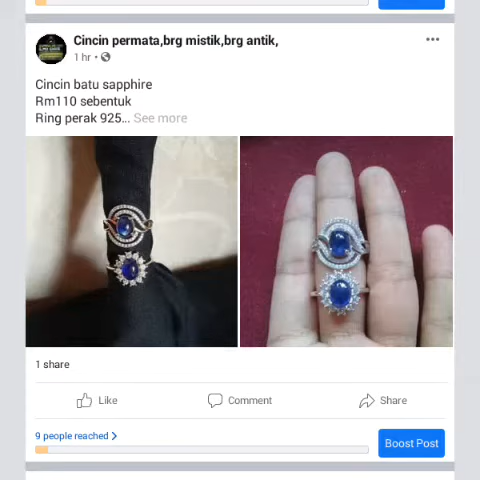 Cincin permata,brg mistik,brg antik,
1 hr •
Cincin batu sapphire
Rm110 sebentuk
Ring perak 925... See more
1 share
Like Comment Share
9 people reached
Boost Post